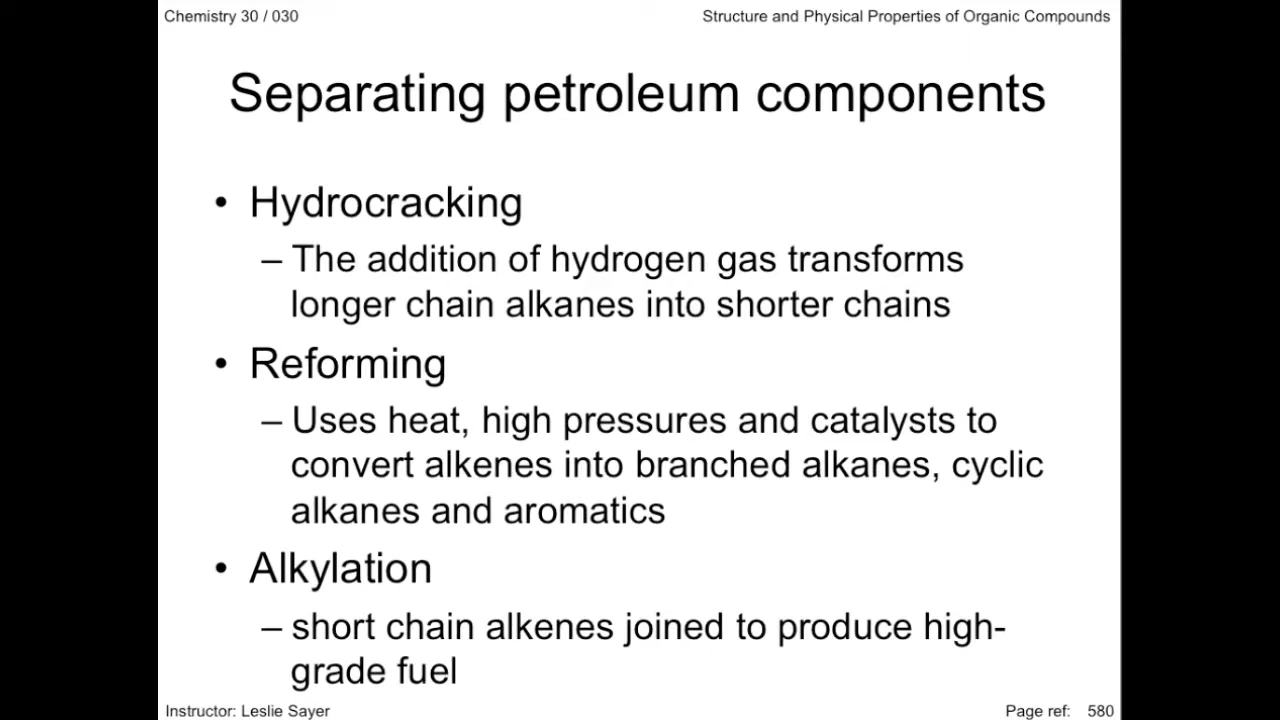 Chemistry 30 / 030
Structure and Physical Properties of Organic Compounds
Separating petroleum components
• Hydrocracking
– The addition of hydrogen gas transforms
longer chain alkanes into shorter chains
• Reforming
– Uses heat, high pressures and catalysts to
convert alkenes into branched alkanes, cyclic
alkanes and aromatics
• Alkylation
– short chain alkenes joined to produce high-
grade fuel
Instructor: Leslie Sayer
Page ref: 580